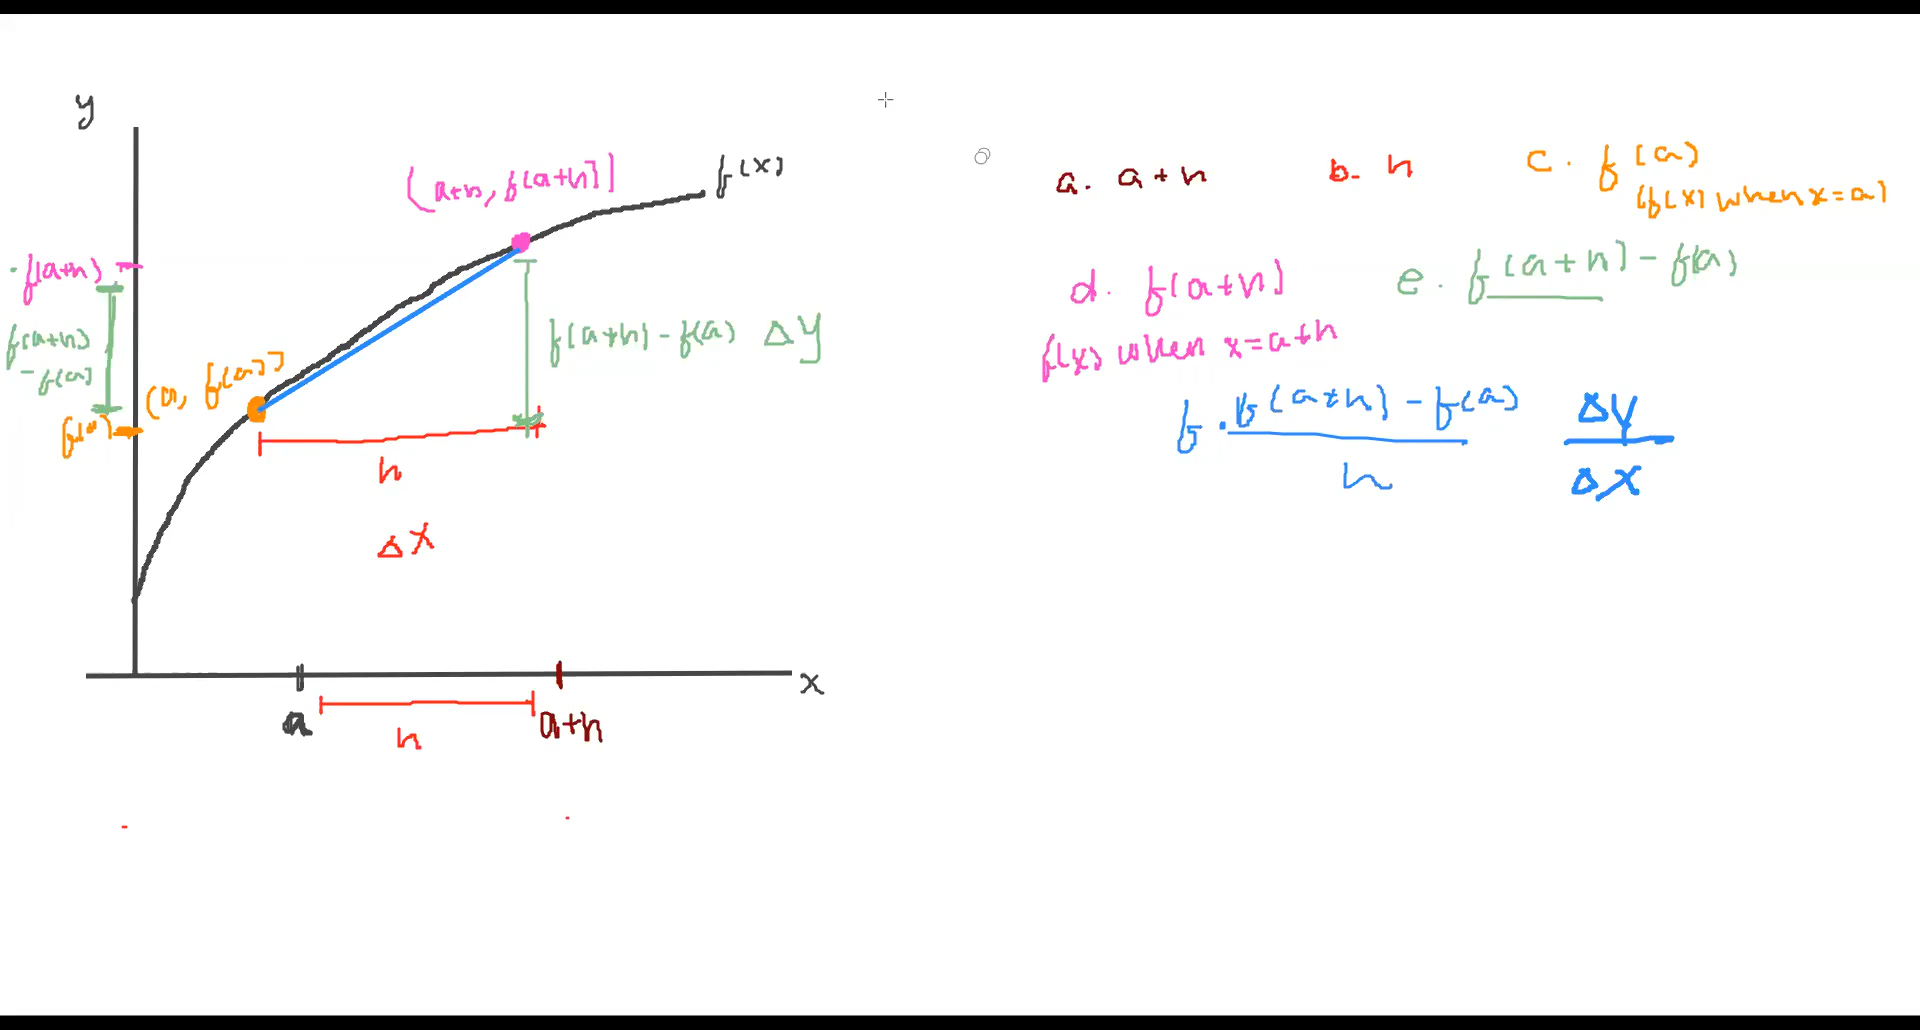 y
f(x)
(a+h, f(a+h))
f(a+h)
f(a+h)
- f(a)
f(a+h) - f(a) Δy
(a, f(a))
f(a)
h
Δx
x
a
a+h
h
a. a+h
b. h
c. f(a)
(f(x) when x=a)
d. f(a+h)
f(x) when x=a+h
e. f(a+h) - f(a)
f. f(a+h) - f(a)
h
Δy
Δx